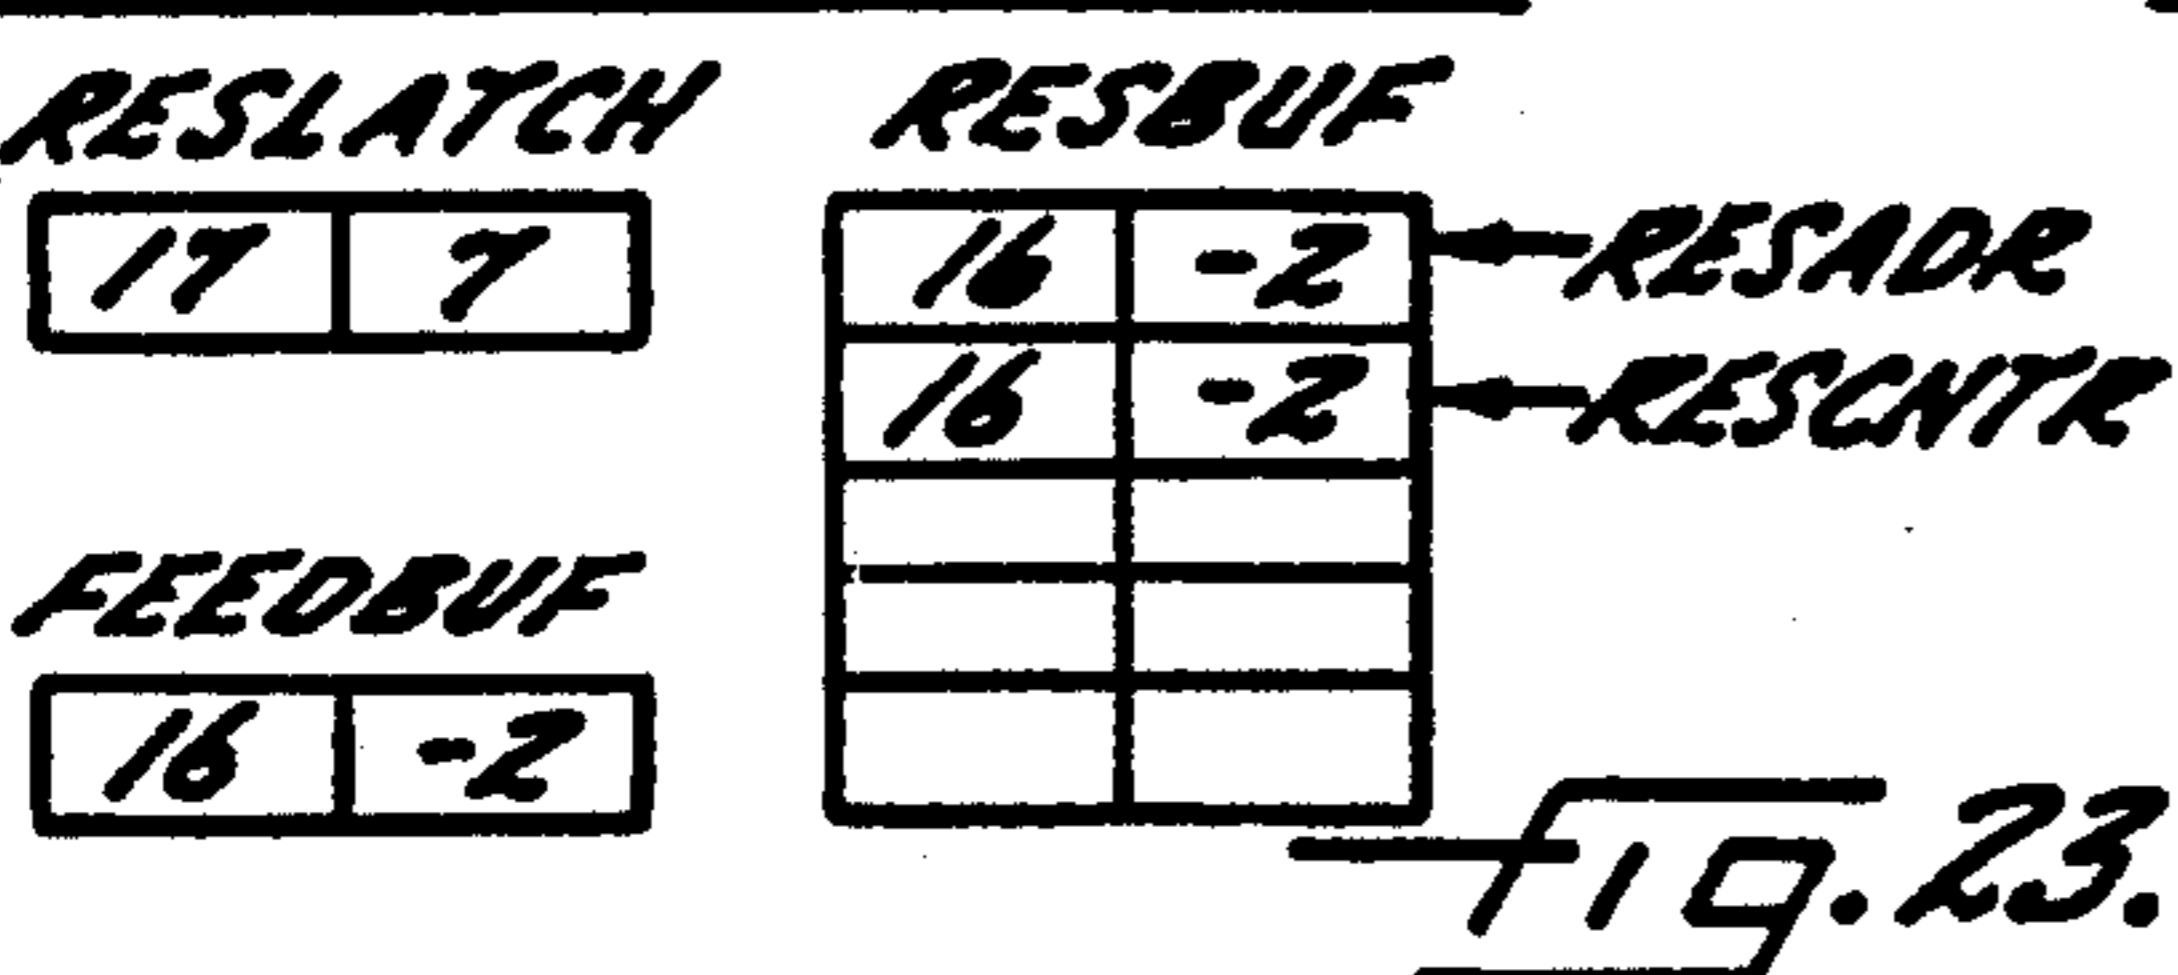 RESLATCH RESBUF
17 7 16 -2 RESADR
16 -2 RESCNTR
FEEDBUF
16 -2
Fig. 23.